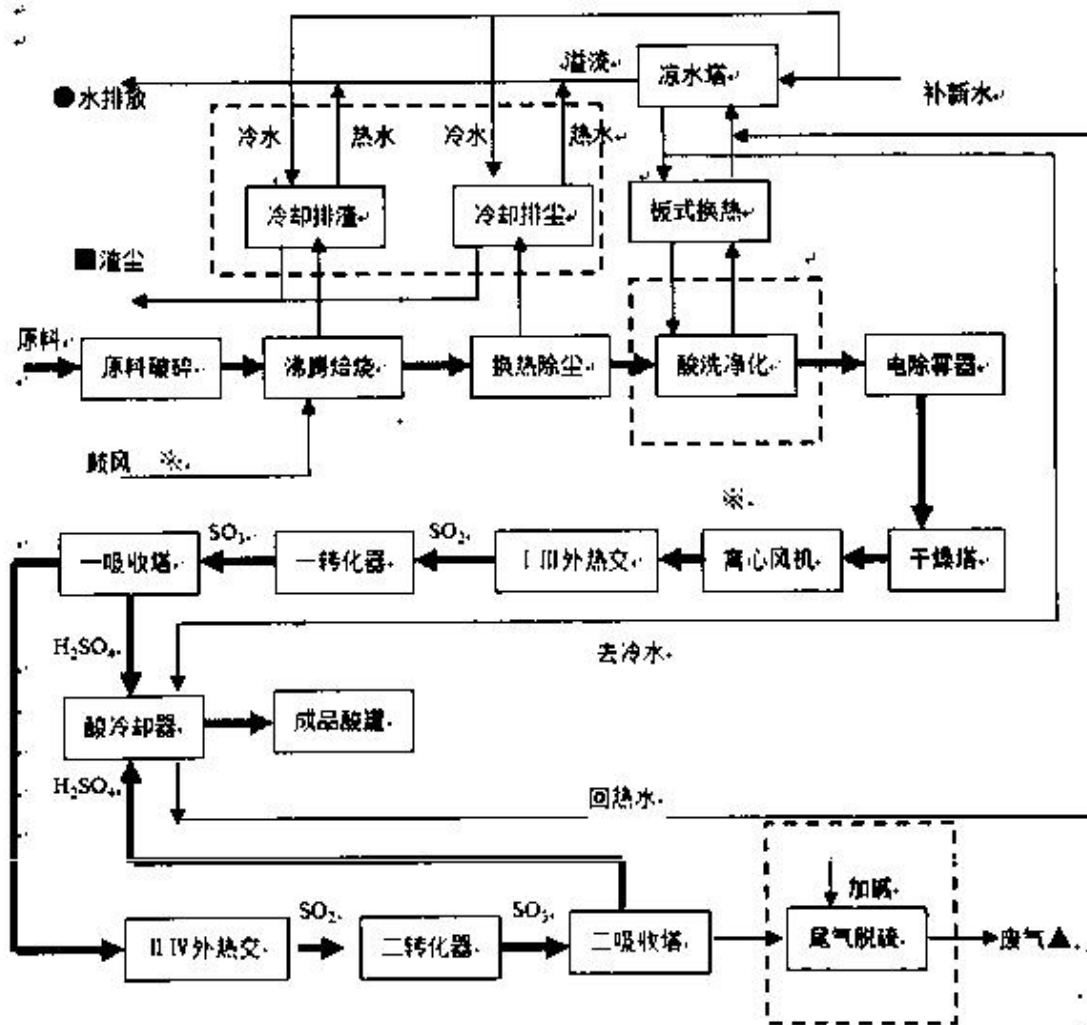 溢流
凉水塔
●水排放
补新水
冷水
热水
冷水
热水
冷却排渣
冷却排尘
板式换热
■渣尘
原料
原料破碎
沸腾焙烧
换热除尘
酸洗净化
电除雾器
鼓风 ※
※
SO₃
SO₂
一吸收塔
一转化器
I III外热交
离心风机
干燥塔
H₂SO₄
去冷水
酸冷却器
成品酸罐
H₂SO₄
回热水
加碱
SO₂
SO₃
II IV外热交
二转化器
二吸收塔
尾气脱硫
废气▲